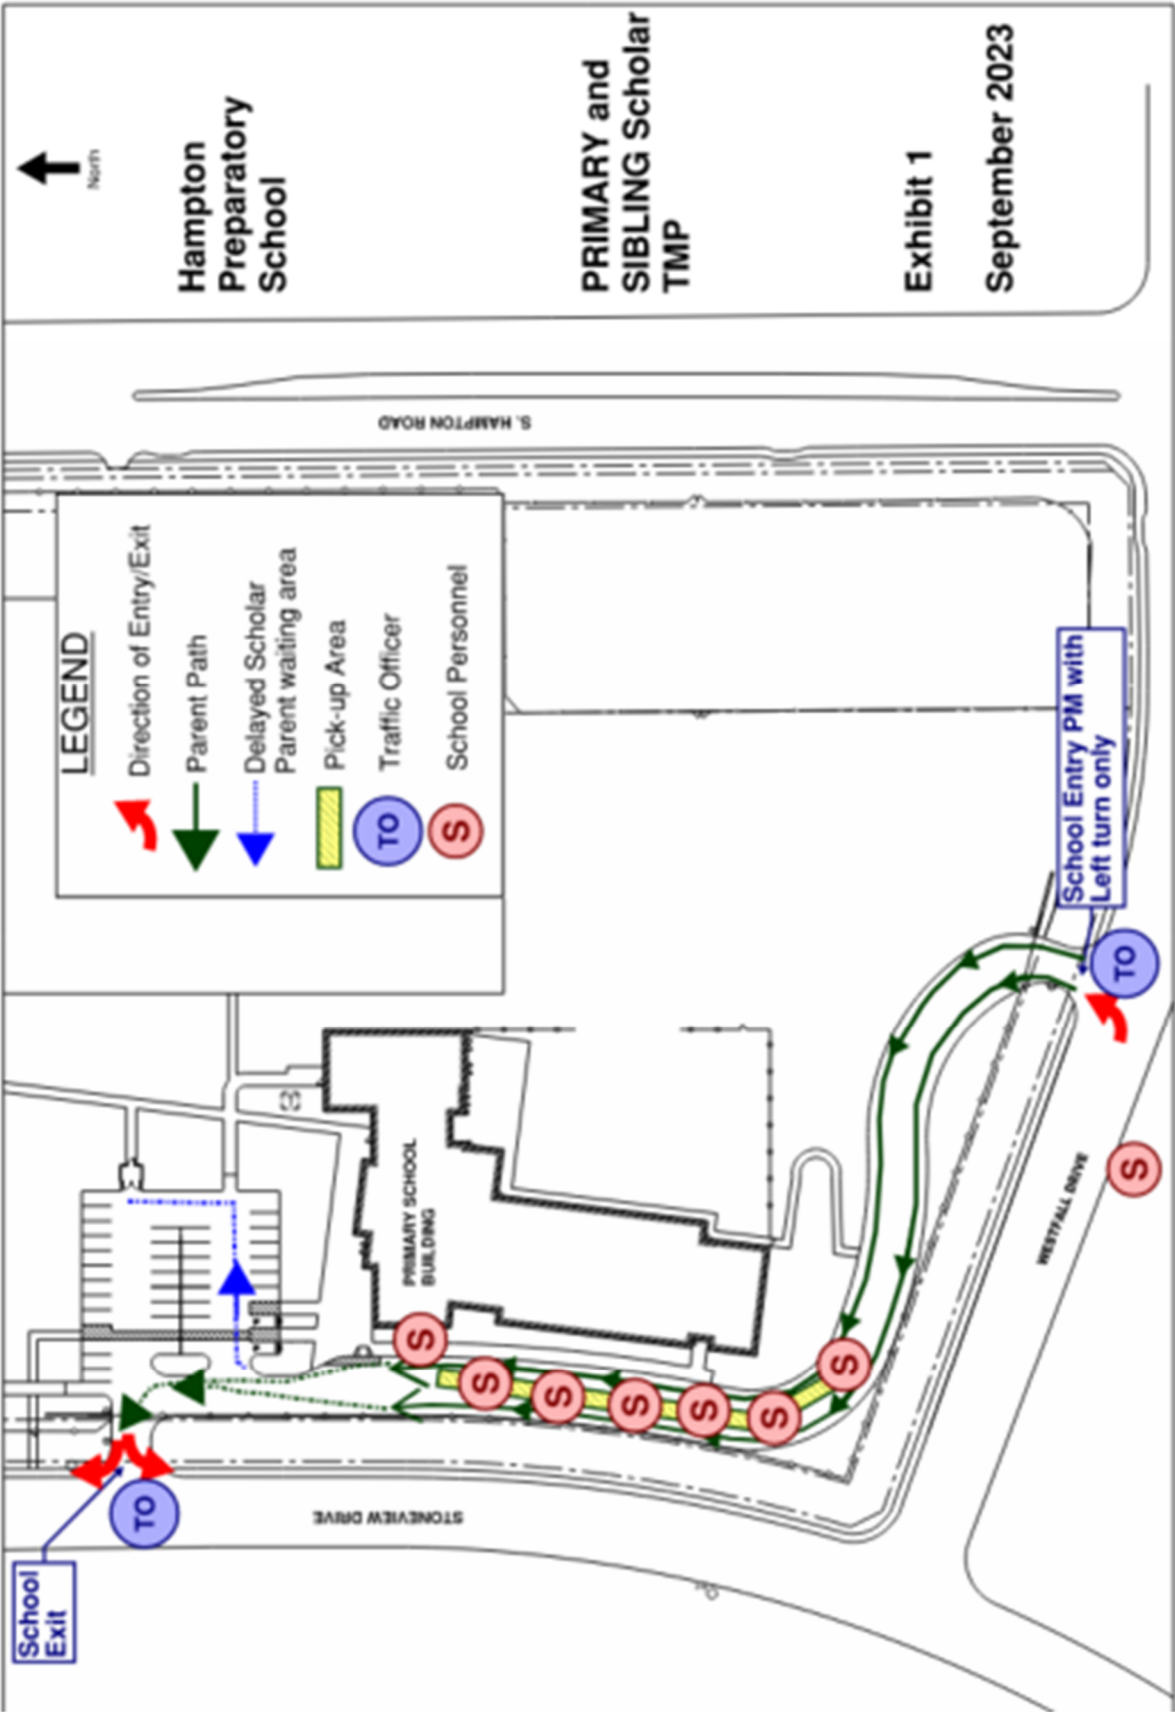 Hampton
Preparatory
School
PRIMARY and
SIBLING Scholar
TMP
Exhibit 1
September 2023
North
S. HAMPTON ROAD
LEGEND
Direction of Entry/Exit
Parent Path
Delayed Scholar
Parent waiting area
Pick-up Area
TO
Traffic Officer
S
School Personnel
School Entry PM with
Left turn only
TO
S
WESTFALL DRIVE
PRIMARY SCHOOL
BUILDING
S
S
S
S
S
S
S
STONEVIEW DRIVE
TO
School
Exit